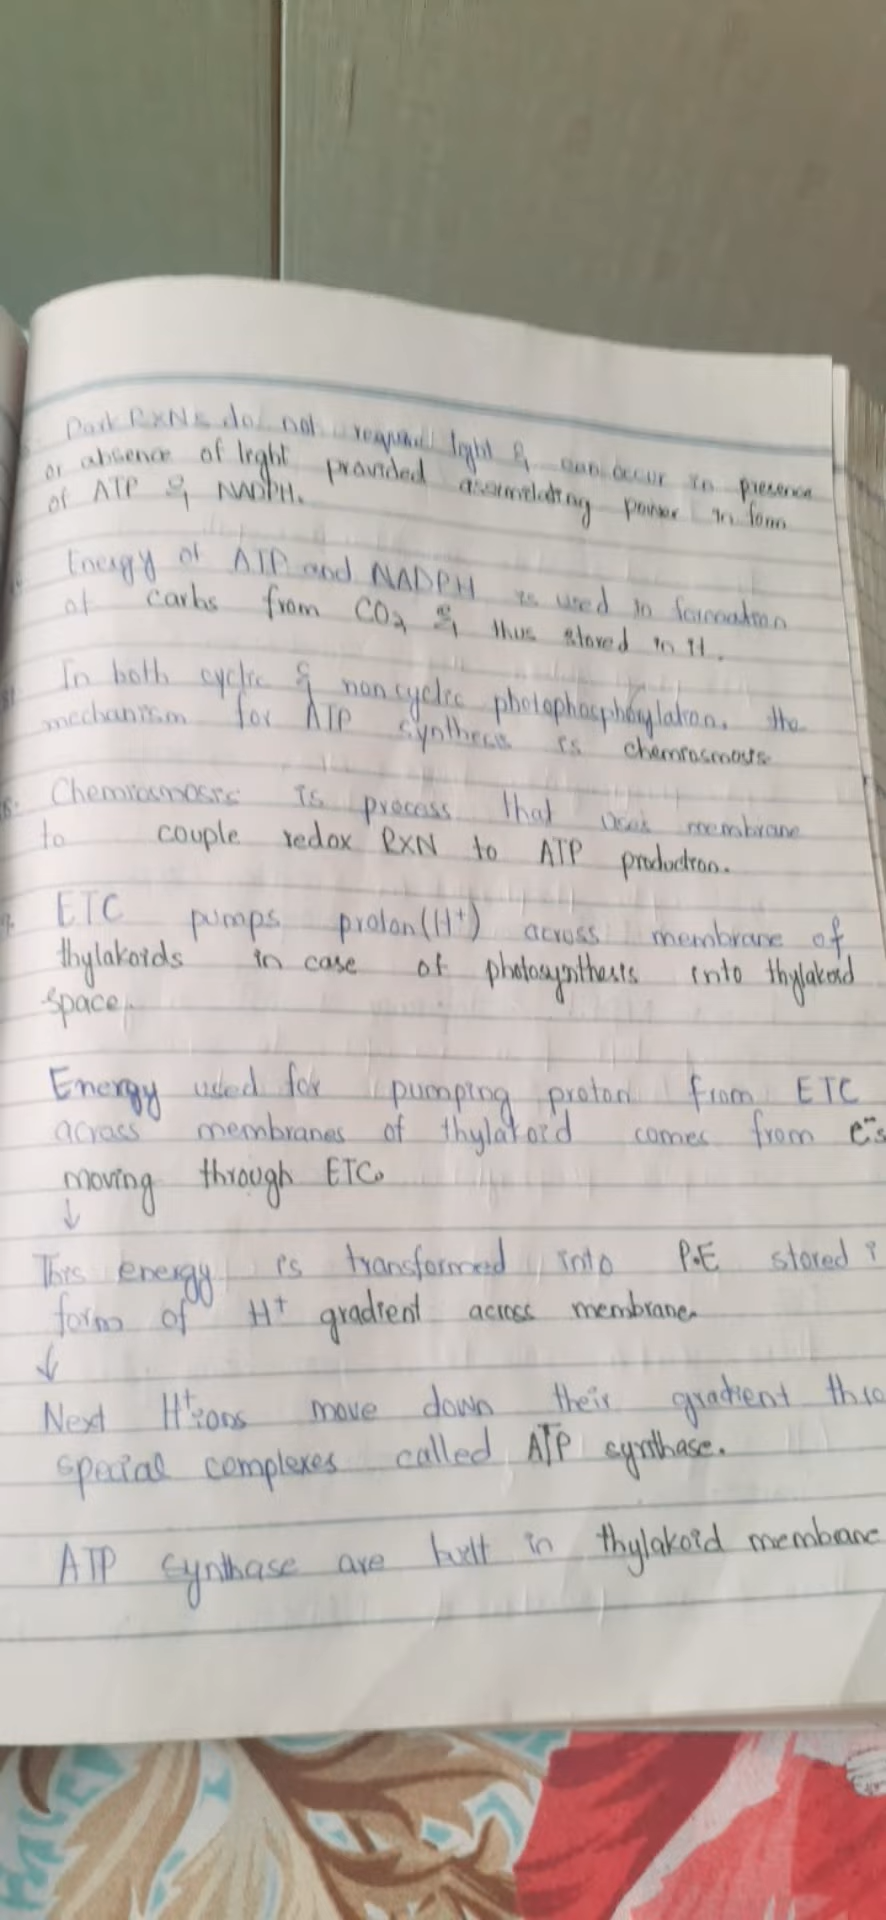 Dark RXNs do not required light & can occur in presence
or absence of light provided assimilating power in form
of ATP & NADPH.
Energy of ATP and NADPH is used in formation
of carbs from CO2 & thus stored in it.
In both cyclic & noncyclic photophosphorylation, the
mechanism for ATP synthesis is chemiosmosis
8. Chemiosmosis is process that uses membrane
to couple redox RXN to ATP production.
ETC pumps proton(H+) across membrane of
thylakoids in case of photosynthesis into thylakoid
space.
Energy used for pumping proton from ETC
across membranes of thylakoid comes from e-s
moving through ETC.
↓
This energy is transformed into P.E stored i
form of H+ gradient across membrane.
↓
Next H+ions move down their gradient thro
special complexes called ATP synthase.
ATP synthase are built in thylakoid membrane